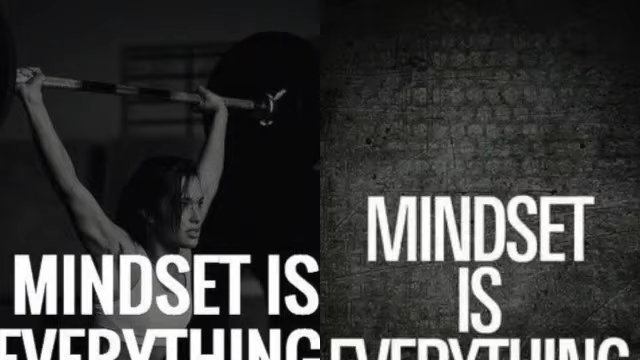 MINDSET IS
EVERYTHING
MINDSET
IS
EVERYTHING